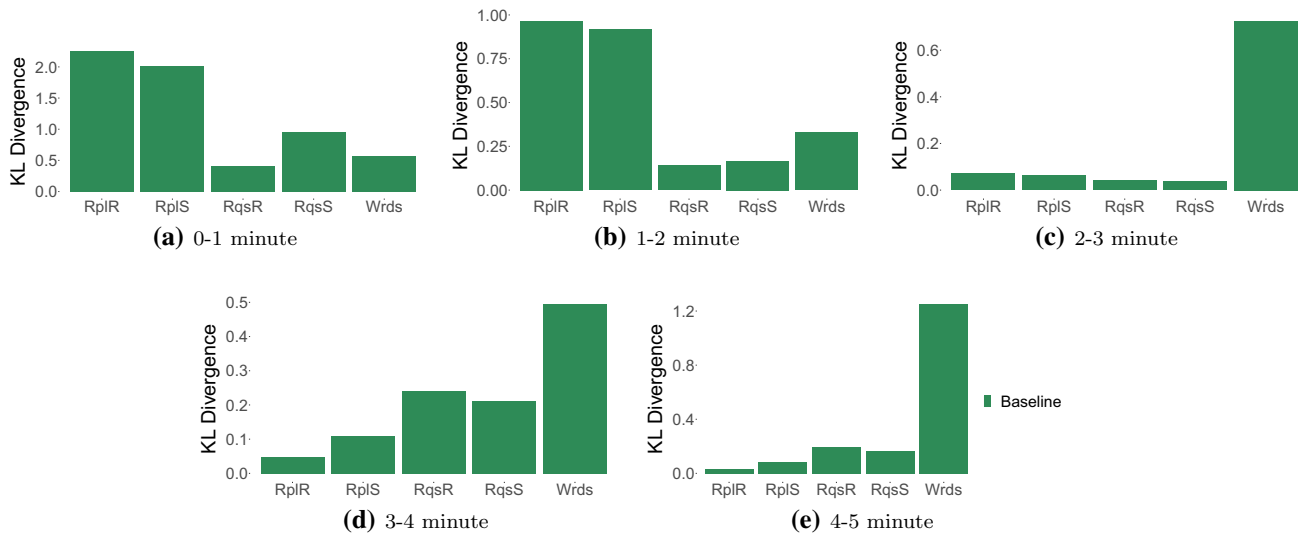 KL Divergence
2.0
1.5
1.0
0.5
0.0
RplR RplS RqsR RqsS Wrds
(a) 0-1 minute
KL Divergence
1.00
0.75
0.50
0.25
0.00
RplR RplS RqsR RqsS Wrds
(b) 1-2 minute
KL Divergence
0.6
0.4
0.2
0.0
RplR RplS RqsR RqsS Wrds
(c) 2-3 minute
KL Divergence
0.5
0.4
0.3
0.2
0.1
0.0
RplR RplS RqsR RqsS Wrds
(d) 3-4 minute
KL Divergence
1.2
0.8
0.4
0.0
RplR RplS RqsR RqsS Wrds
(e) 4-5 minute
Baseline